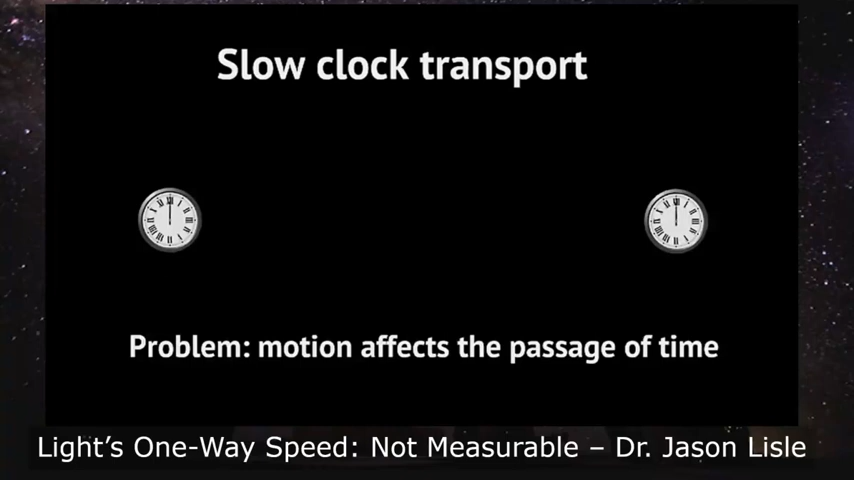 Slow clock transport
Problem: motion affects the passage of time
Light's One-Way Speed: Not Measurable – Dr. Jason Lisle